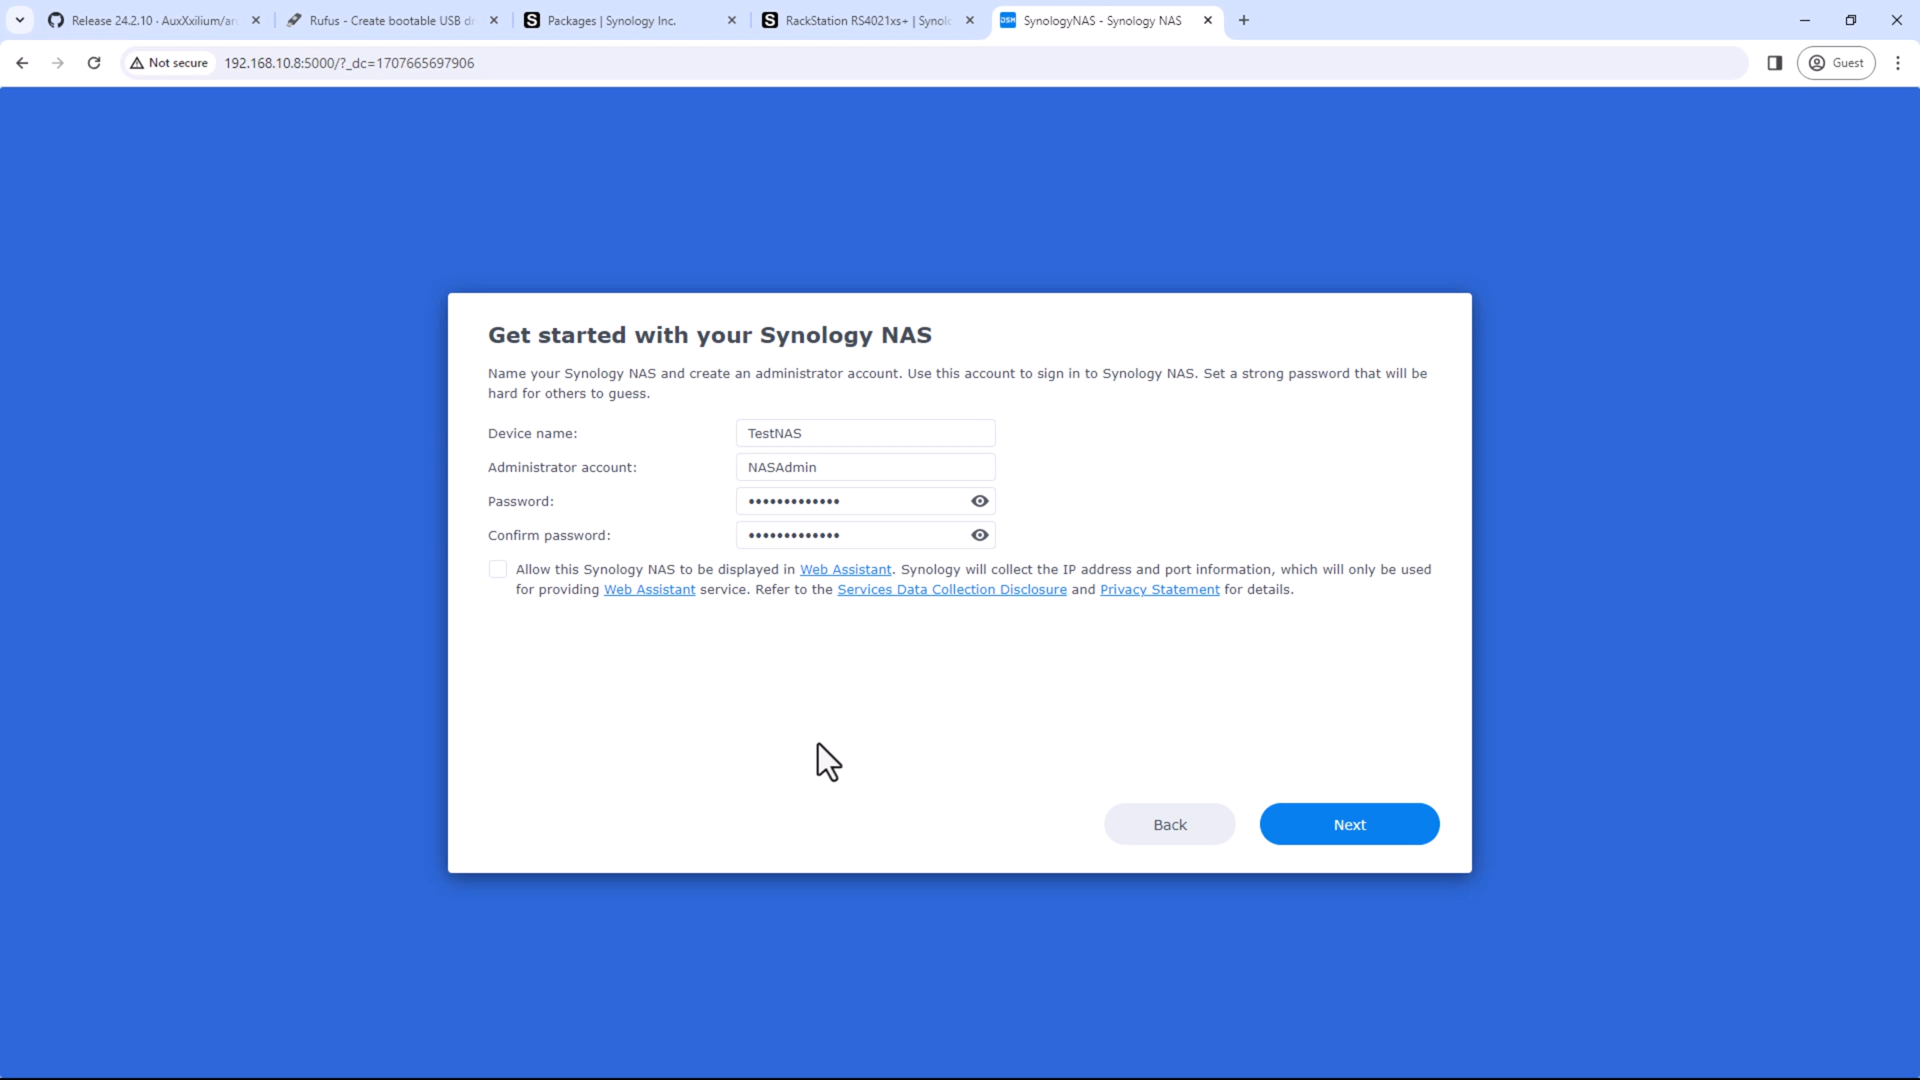 Release 24.2.10 · AuxXxilium/ar
Rufus - Create bootable USB dr
Packages | Synology Inc.
RackStation RS4021xs+ | Synolo
SynologyNAS - Synology NAS
Not secure
192.168.10.8:5000/?_dc=1707665697906
Guest
Get started with your Synology NAS
Name your Synology NAS and create an administrator account. Use this account to sign in to Synology NAS. Set a strong password that will be
hard for others to guess.
Device name:
TestNAS
Administrator account:
NASAdmin
Password:
•••••••••••••
Confirm password:
•••••••••••••
Allow this Synology NAS to be displayed in Web Assistant. Synology will collect the IP address and port information, which will only be used
for providing Web Assistant service. Refer to the Services Data Collection Disclosure and Privacy Statement for details.
Back
Next